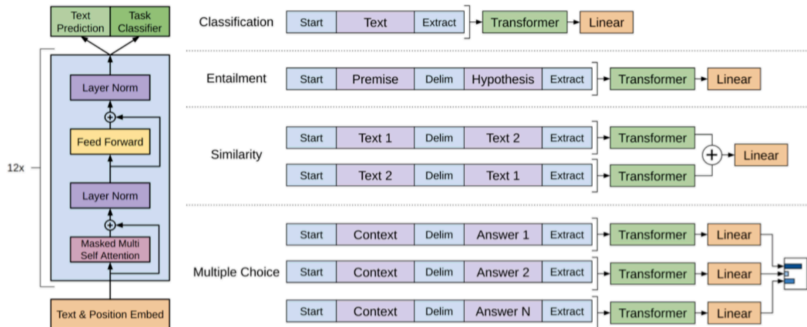 Text
Prediction
Task
Classifier
12x
Layer Norm
Feed Forward
Layer Norm
Masked Multi
Self Attention
Text & Position Embed
Classification
Start Text Extract Transformer Linear
Entailment
Start Premise Delim Hypothesis Extract Transformer Linear
Similarity
Start Text 1 Delim Text 2 Extract Transformer
Start Text 2 Delim Text 1 Extract Transformer
Linear
Multiple Choice
Start Context Delim Answer 1 Extract Transformer Linear
Start Context Delim Answer 2 Extract Transformer Linear
Start Context Delim Answer N Extract Transformer Linear